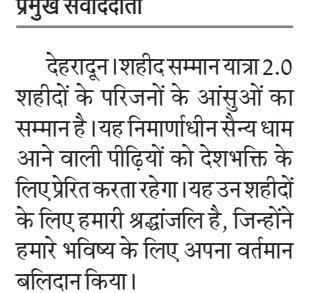 प्रमुख संवाददाता
देहरादून। शहीद सम्मान यात्रा 2.0
शहीदों के परिजनों के आंसुओं का
सम्मान है। यह निमार्णाधीन सैन्य धाम
आने वाली पीढ़ियों को देशभक्ति के
लिए प्रेरित करता रहेगा। यह उन शहीदों
के लिए हमारी श्रद्धांजलि है, जिन्होंने
हमारे भविष्य के लिए अपना वर्तमान
बलिदान किया।